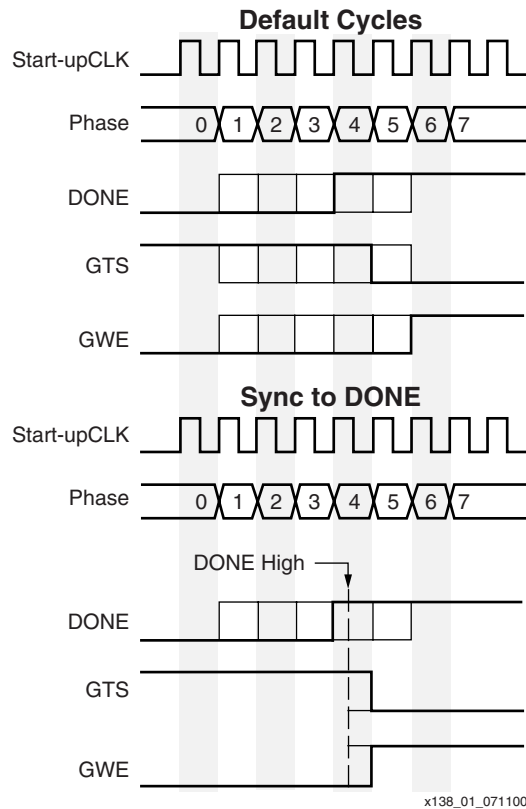 Default Cycles
Start-upCLK
Phase
0 1 2 3 4 5 6 7
DONE
GTS
GWE
Sync to DONE
Start-upCLK
Phase
0 1 2 3 4 5 6 7
DONE High
DONE
GTS
GWE
x138_01_071100